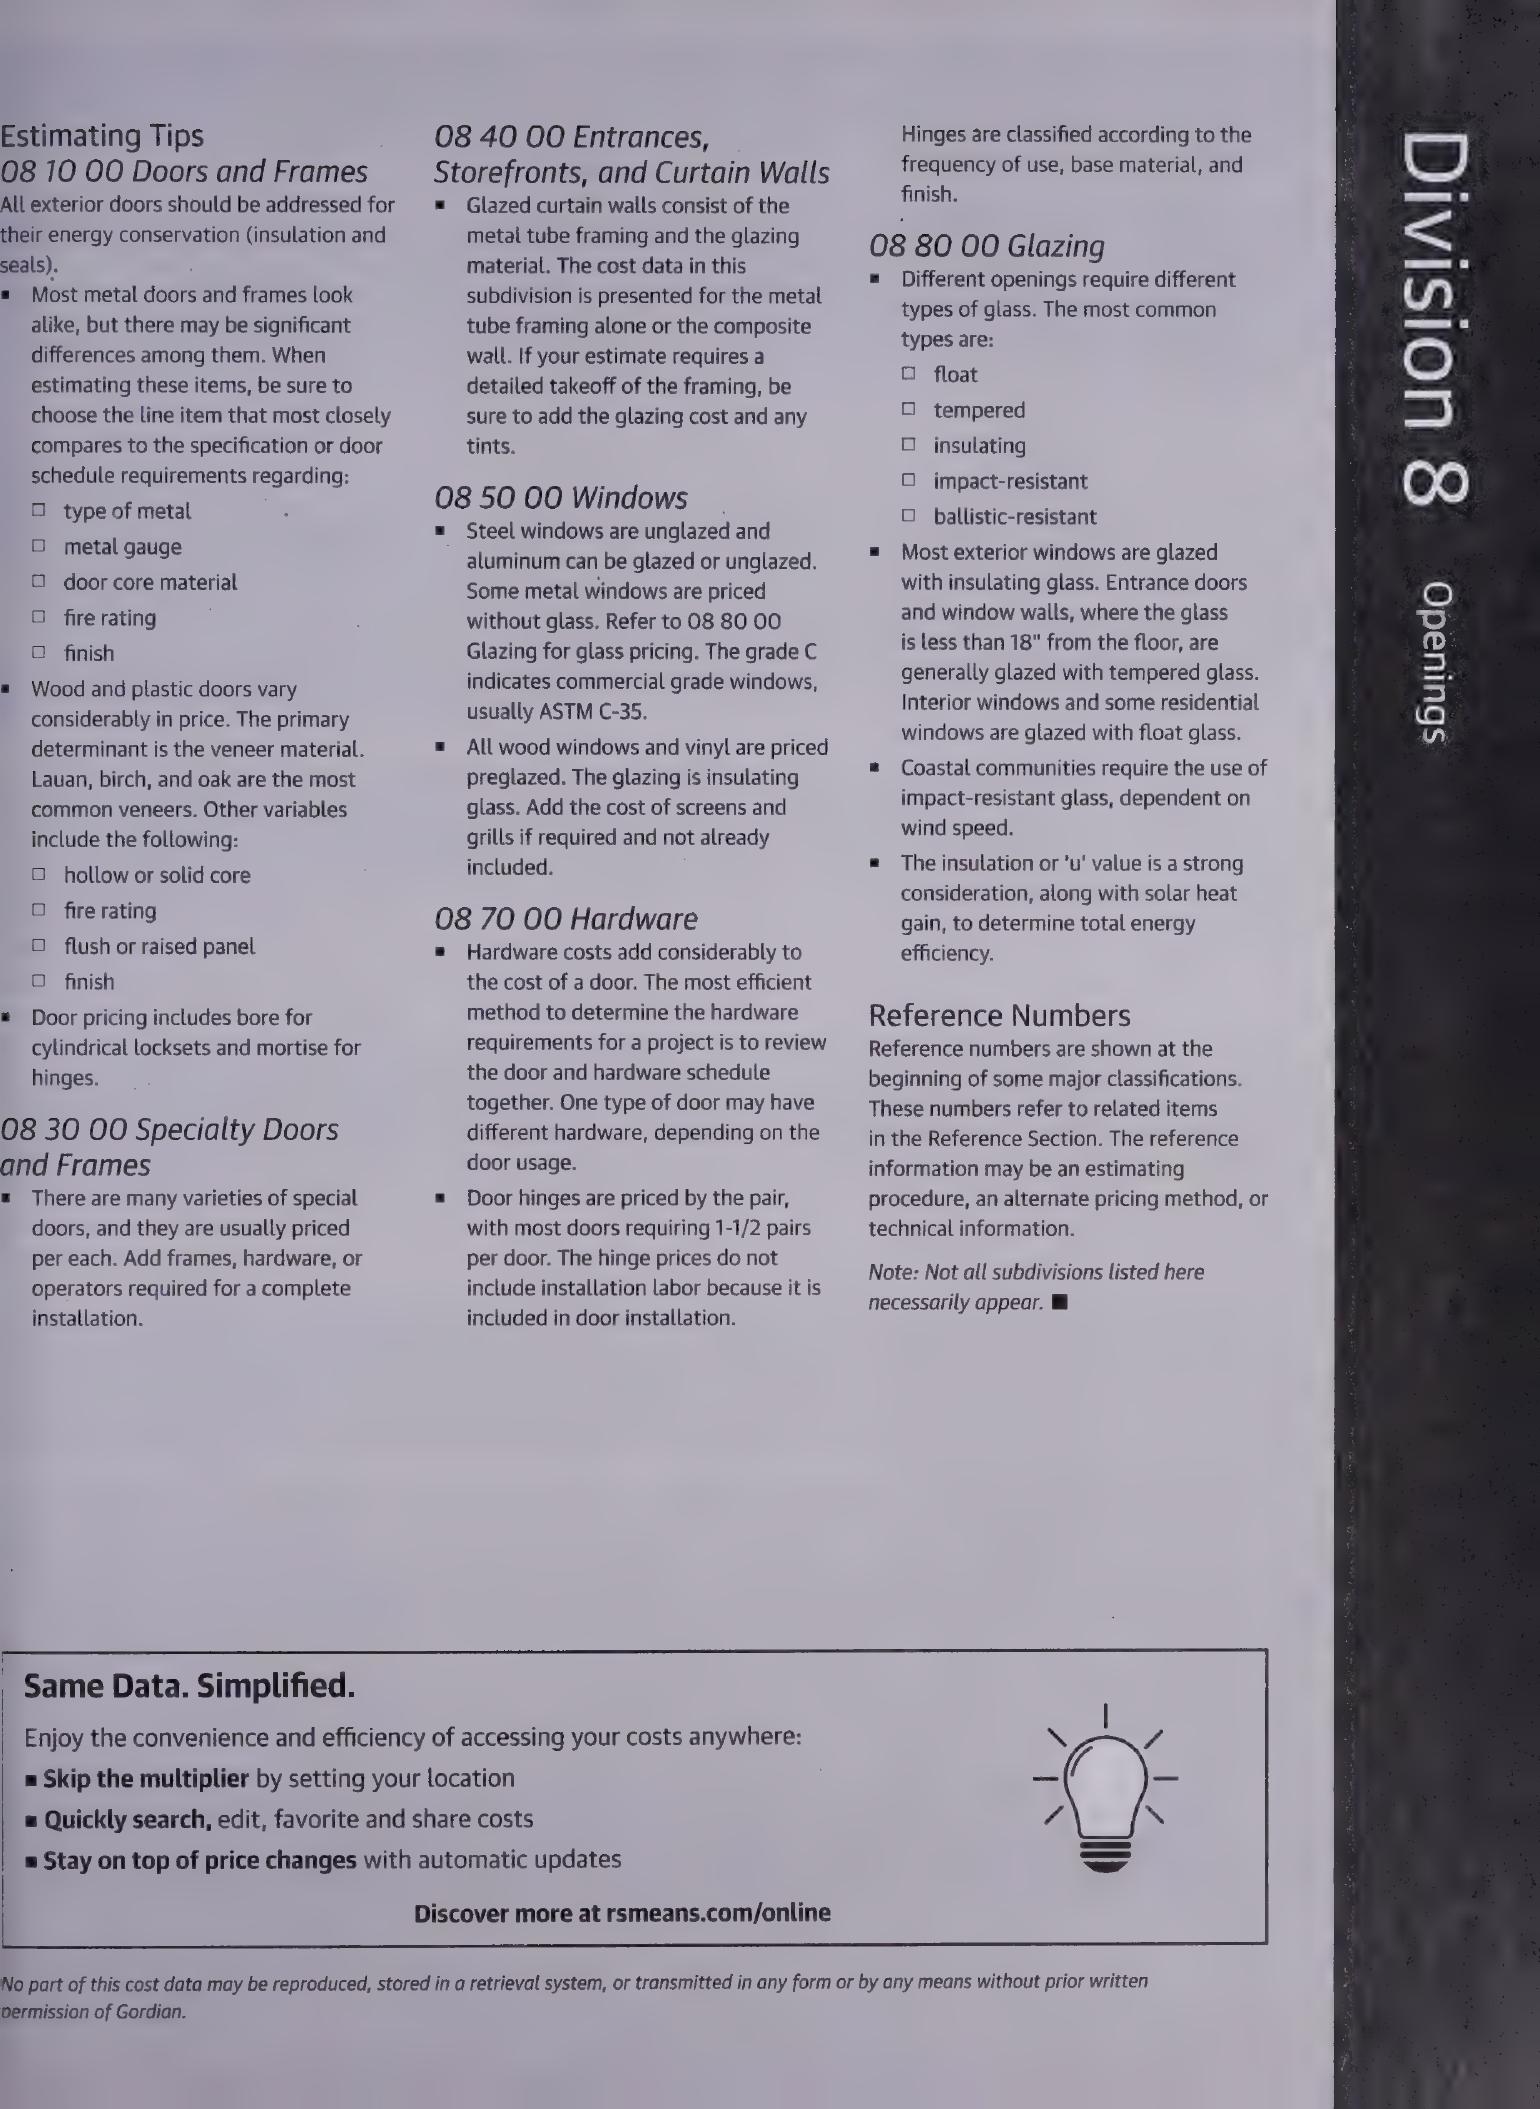 Estimating Tips
08 10 00 Doors and Frames
All exterior doors should be addressed for
their energy conservation (insulation and
seals).
▪ Most metal doors and frames look
alike, but there may be significant
differences among them. When
estimating these items, be sure to
choose the line item that most closely
compares to the specification or door
schedule requirements regarding:
□ type of metal
□ metal gauge
□ door core material
□ fire rating
□ finish
▪ Wood and plastic doors vary
considerably in price. The primary
determinant is the veneer material.
Lauan, birch, and oak are the most
common veneers. Other variables
include the following:
□ hollow or solid core
□ fire rating
□ flush or raised panel
□ finish
▪ Door pricing includes bore for
cylindrical locksets and mortise for
hinges.
08 30 00 Specialty Doors
and Frames
▪ There are many varieties of special
doors, and they are usually priced
per each. Add frames, hardware, or
operators required for a complete
installation.
08 40 00 Entrances,
Storefronts, and Curtain Walls
▪ Glazed curtain walls consist of the
metal tube framing and the glazing
material. The cost data in this
subdivision is presented for the metal
tube framing alone or the composite
wall. If your estimate requires a
detailed takeoff of the framing, be
sure to add the glazing cost and any
tints.
08 50 00 Windows
▪ Steel windows are unglazed and
aluminum can be glazed or unglazed.
Some metal windows are priced
without glass. Refer to 08 80 00
Glazing for glass pricing. The grade C
indicates commercial grade windows,
usually ASTM C-35.
▪ All wood windows and vinyl are priced
preglazed. The glazing is insulating
glass. Add the cost of screens and
grills if required and not already
included.
08 70 00 Hardware
▪ Hardware costs add considerably to
the cost of a door. The most efficient
method to determine the hardware
requirements for a project is to review
the door and hardware schedule
together. One type of door may have
different hardware, depending on the
door usage.
▪ Door hinges are priced by the pair,
with most doors requiring 1-1/2 pairs
per door. The hinge prices do not
include installation labor because it is
included in door installation.
Hinges are classified according to the
frequency of use, base material, and
finish.
08 80 00 Glazing
▪ Different openings require different
types of glass. The most common
types are:
□ float
□ tempered
□ insulating
□ impact-resistant
□ ballistic-resistant
▪ Most exterior windows are glazed
with insulating glass. Entrance doors
and window walls, where the glass
is less than 18" from the floor, are
generally glazed with tempered glass.
Interior windows and some residential
windows are glazed with float glass.
▪ Coastal communities require the use of
impact-resistant glass, dependent on
wind speed.
▪ The insulation or 'u' value is a strong
consideration, along with solar heat
gain, to determine total energy
efficiency.
Reference Numbers
Reference numbers are shown at the
beginning of some major classifications.
These numbers refer to related items
in the Reference Section. The reference
information may be an estimating
procedure, an alternate pricing method, or
technical information.
Note: Not all subdivisions listed here
necessarily appear. ■
Division 8 Openings
Same Data. Simplified.
Enjoy the convenience and efficiency of accessing your costs anywhere:
▪ Skip the multiplier by setting your location
▪ Quickly search, edit, favorite and share costs
▪ Stay on top of price changes with automatic updates
Discover more at rsmeans.com/online
No part of this cost data may be reproduced, stored in a retrieval system, or transmitted in any form or by any means without prior written
permission of Gordian.